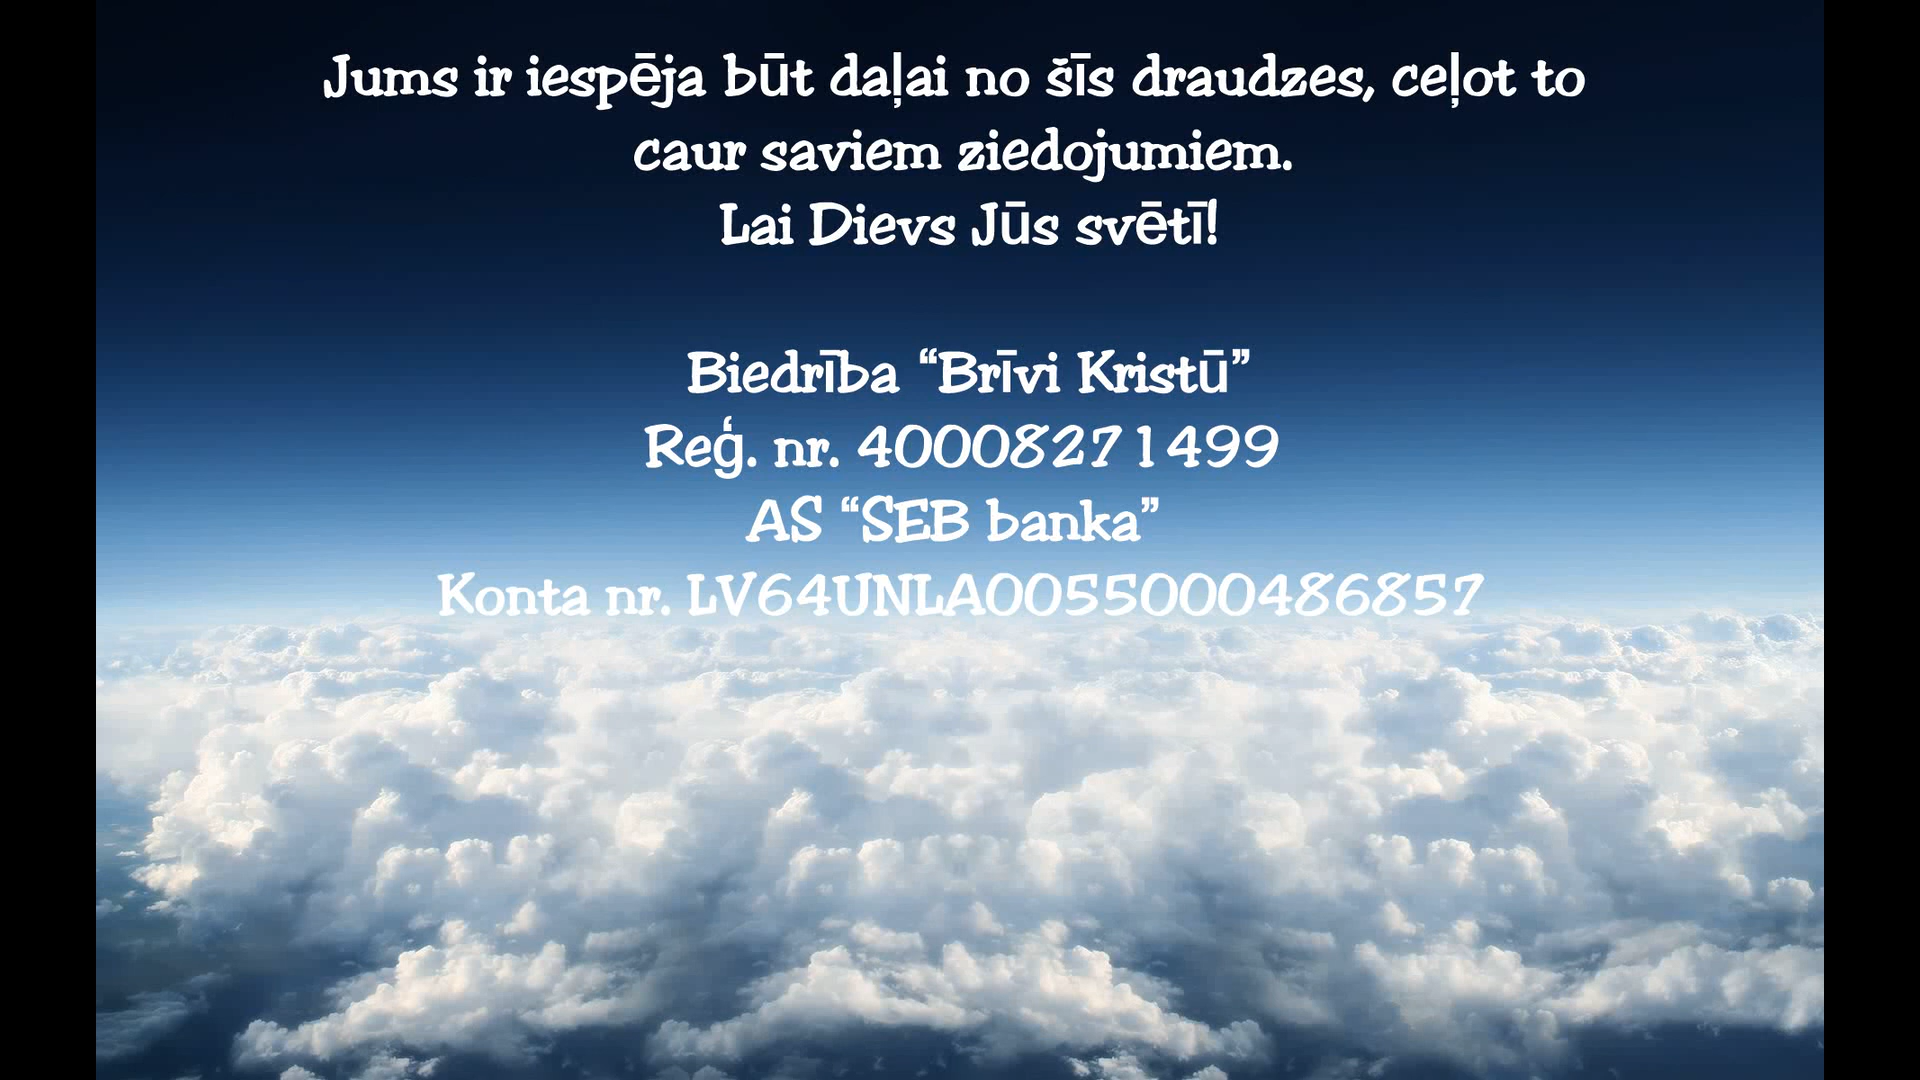 Jums ir iespēja būt daļai no šīs draudzes, ceļot to
caur saviem ziedojumiem.
Lai Dievs Jūs svētī!
Biedrība “Brīvi Kristū”
Reģ. nr. 40008271499
AS “SEB banka”
Konta nr. LV64UNLA0055000486857